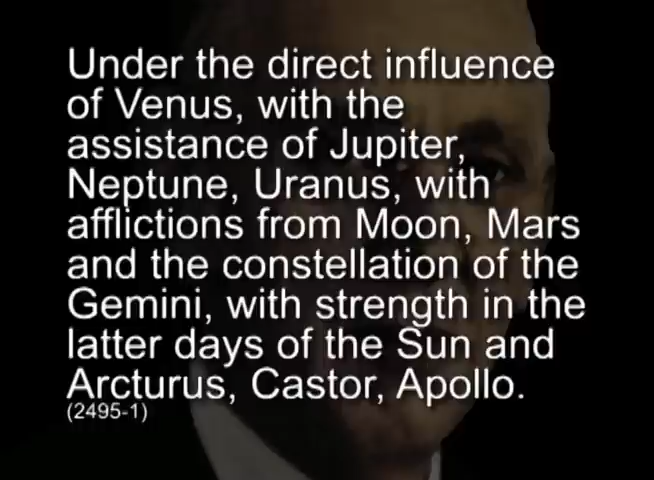 Under the direct influence
of Venus, with the
assistance of Jupiter,
Neptune, Uranus, with
afflictions from Moon, Mars
and the constellation of the
Gemini, with strength in the
latter days of the Sun and
Arcturus, Castor, Apollo.
(2495-1)